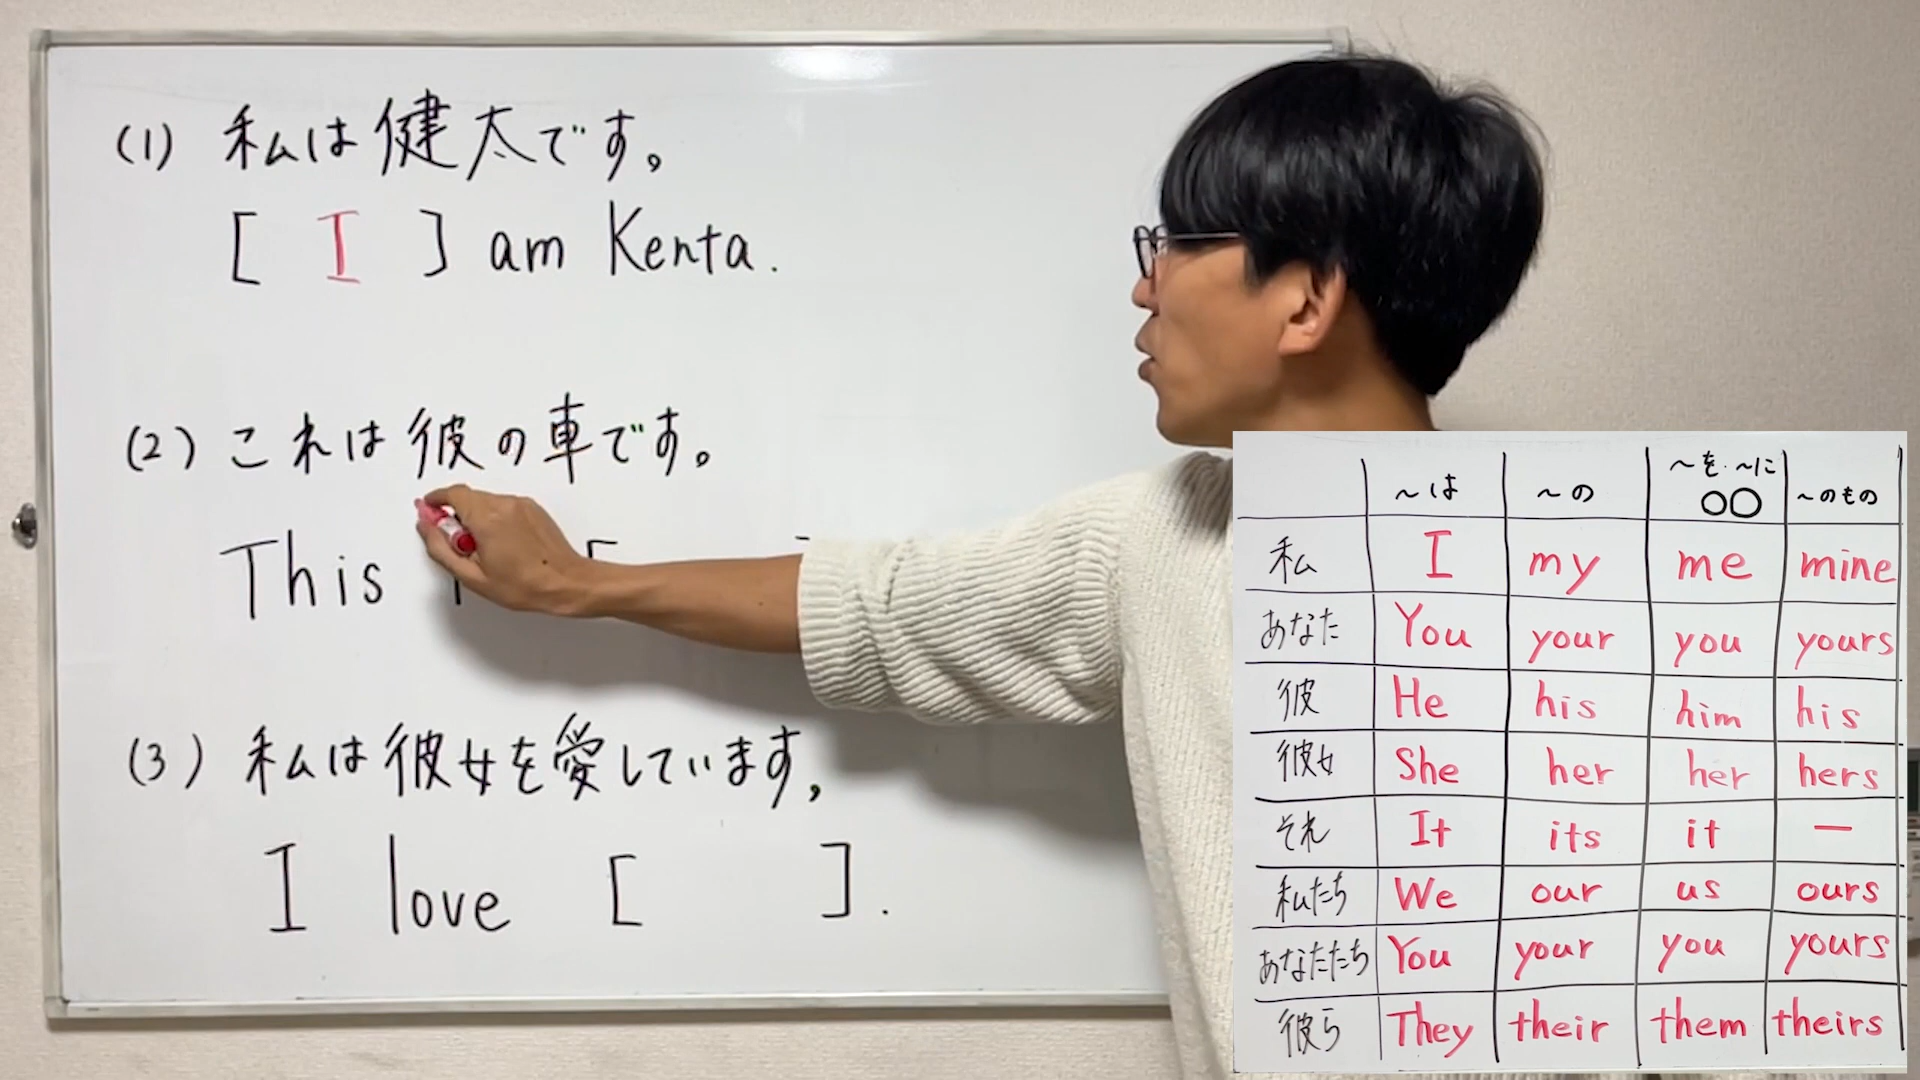 (1) 私は健太です。
[ I ] am Kenta.
(2) これは彼の車です。
This [
(3) 私は彼女を愛しています。
I love [ ].
～は ～の ～を・～に ○○ ～のもの
私 I my me mine
あなた You your you yours
彼 He his him his
彼女 She her her hers
それ It its it ー
私たち We our us ours
あなたたち You your you yours
彼ら They their them theirs